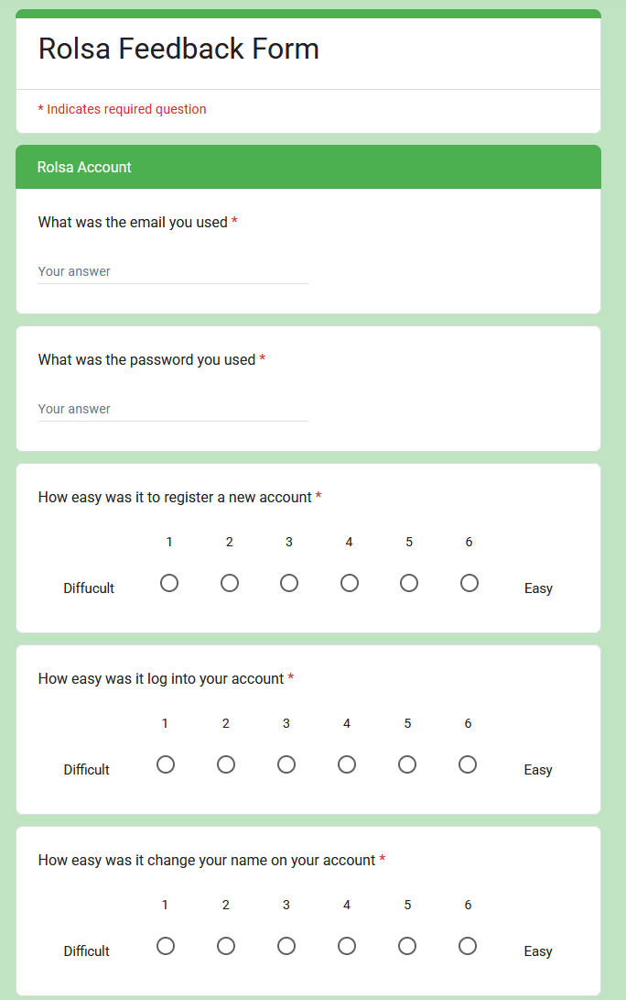 Rolsa Feedback Form
* Indicates required question
Rolsa Account
What was the email you used *
Your answer
What was the password you used *
Your answer
How easy was it to register a new account *
1 2 3 4 5 6
Diffucult Easy
How easy was it log into your account *
1 2 3 4 5 6
Difficult Easy
How easy was it change your name on your account *
1 2 3 4 5 6
Difficult Easy